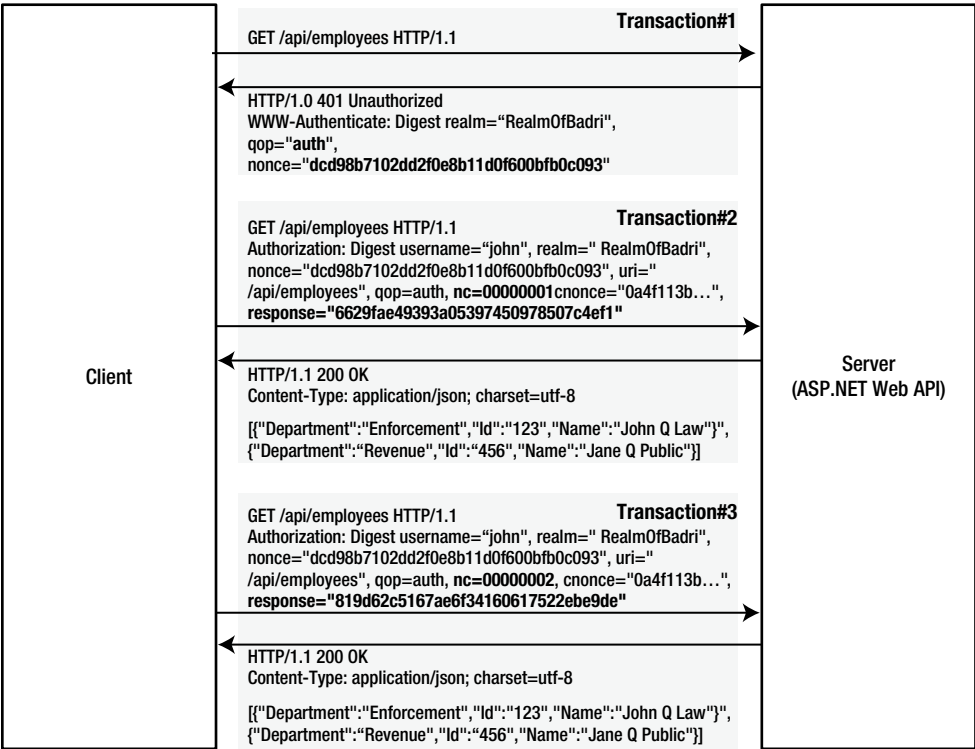 Transaction#1
GET /api/employees HTTP/1.1
HTTP/1.0 401 Unauthorized
WWW-Authenticate: Digest realm=“RealmOfBadri",
qop="auth",
nonce="dcd98b7102dd2f0e8b11d0f600bfb0c093"
Transaction#2
GET /api/employees HTTP/1.1
Authorization: Digest username=“john", realm=" RealmOfBadri",
nonce="dcd98b7102dd2f0e8b11d0f600bfb0c093", uri="
/api/employees", qop=auth, nc=00000001cnonce="0a4f113b…",
response="6629fae49393a05397450978507c4ef1"
Client
Server
(ASP.NET Web API)
HTTP/1.1 200 OK
Content-Type: application/json; charset=utf-8
[{"Department":"Enforcement","Id":"123","Name":"John Q Law"}",
{"Department":“Revenue","Id":“456","Name":"Jane Q Public"}]
Transaction#3
GET /api/employees HTTP/1.1
Authorization: Digest username=“john", realm=" RealmOfBadri",
nonce="dcd98b7102dd2f0e8b11d0f600bfb0c093", uri="
/api/employees", qop=auth, nc=00000002, cnonce="0a4f113b…",
response="819d62c5167ae6f34160617522ebe9de"
HTTP/1.1 200 OK
Content-Type: application/json; charset=utf-8
[{"Department":"Enforcement","Id":"123","Name":"John Q Law"}",
{"Department":“Revenue","Id":“456","Name":"Jane Q Public"}]